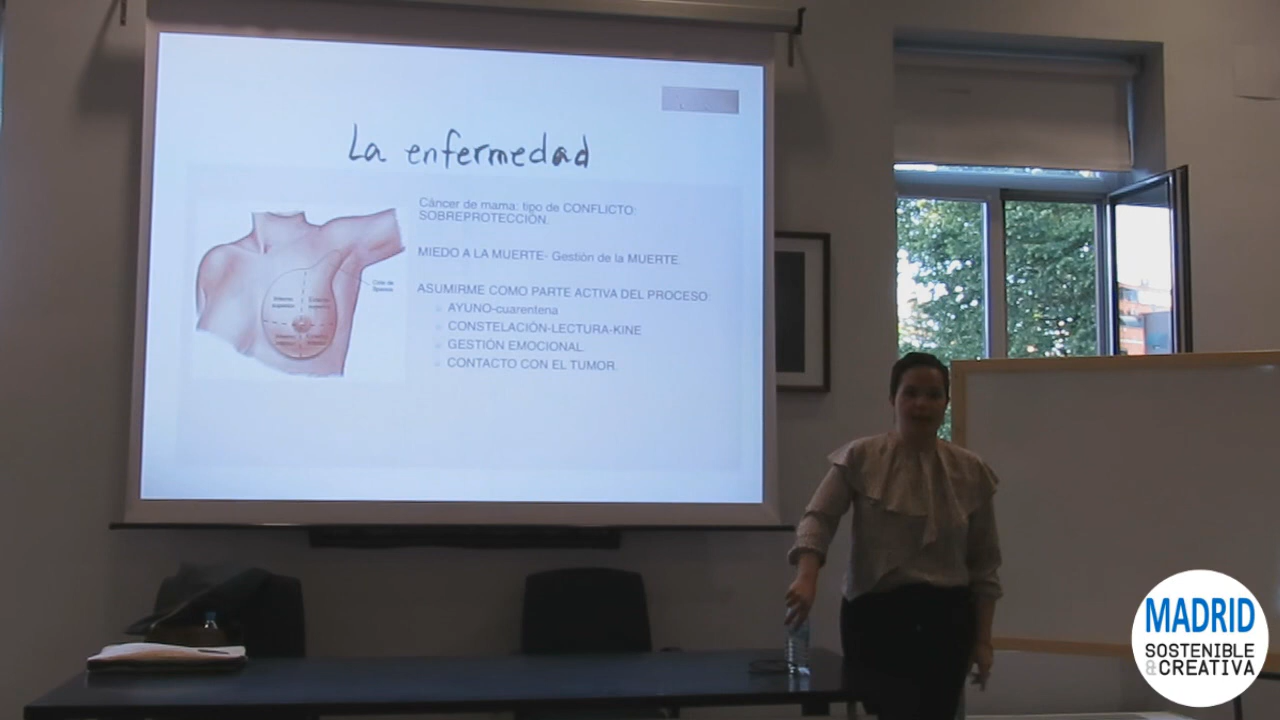 La enfermedad
Cáncer de mama: tipo de CONFLICTO:
SOBREPROTECCIÓN.
MIEDO A LA MUERTE- Gestión de la MUERTE.
ASUMIRME COMO PARTE ACTIVA DEL PROCESO:
AYUNO-cuarentena
CONSTELACIÓN-LECTURA-KINE
GESTIÓN EMOCIONAL.
CONTACTO CON EL TUMOR.
MADRID
SOSTENIBLE
&CREATIVA